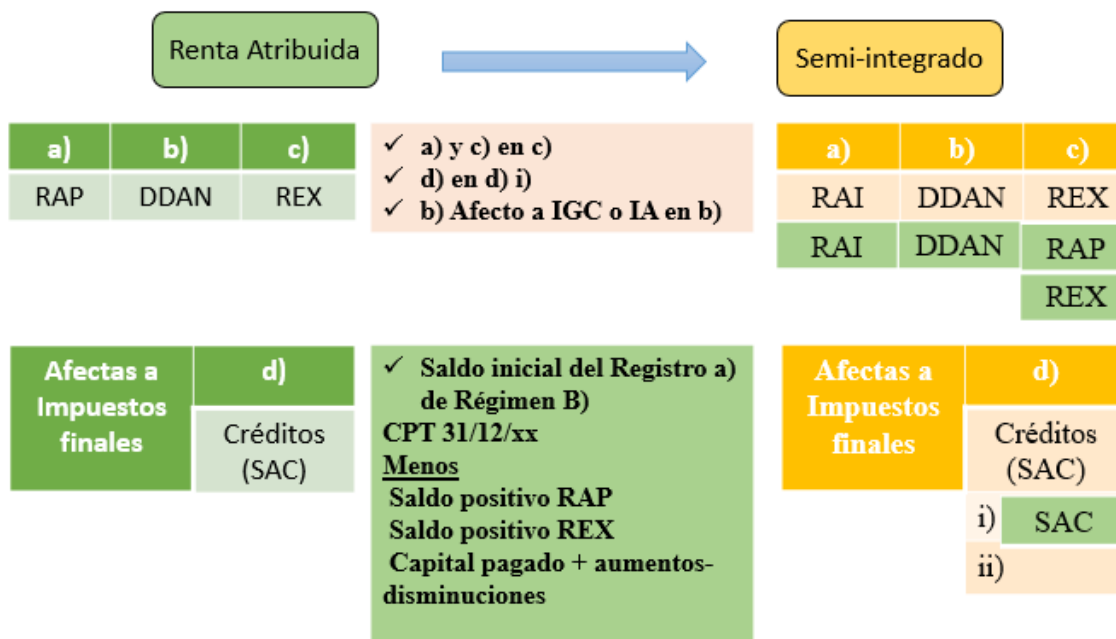 Renta Atribuida
Semi-integrado
a) b) c)
RAP DDAN REX
✓ a) y c) en c)
✓ d) en d) i)
✓ b) Afecto a IGC o IA en b)
a) b) c)
RAI DDAN REX
RAI DDAN RAP
REX
Afectas a
Impuestos
finales
d)
Créditos
(SAC)
✓ Saldo inicial del Registro a)
de Régimen B)
CPT 31/12/xx
Menos
Saldo positivo RAP
Saldo positivo REX
Capital pagado + aumentos-
disminuciones
Afectas a
Impuestos
finales
d)
Créditos
(SAC)
i) SAC
ii)